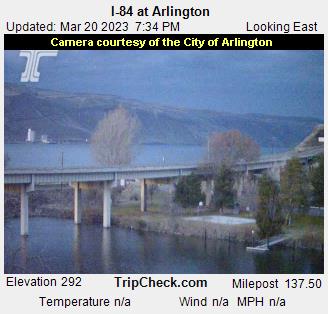 I-84 at Arlington
Updated: Mar 20 2023 7:34 PM Looking East
Camera courtesy of the City of Arlington
Elevation 292 TripCheck.com Milepost 137.50
Temperature n/a Wind n/a MPH n/a